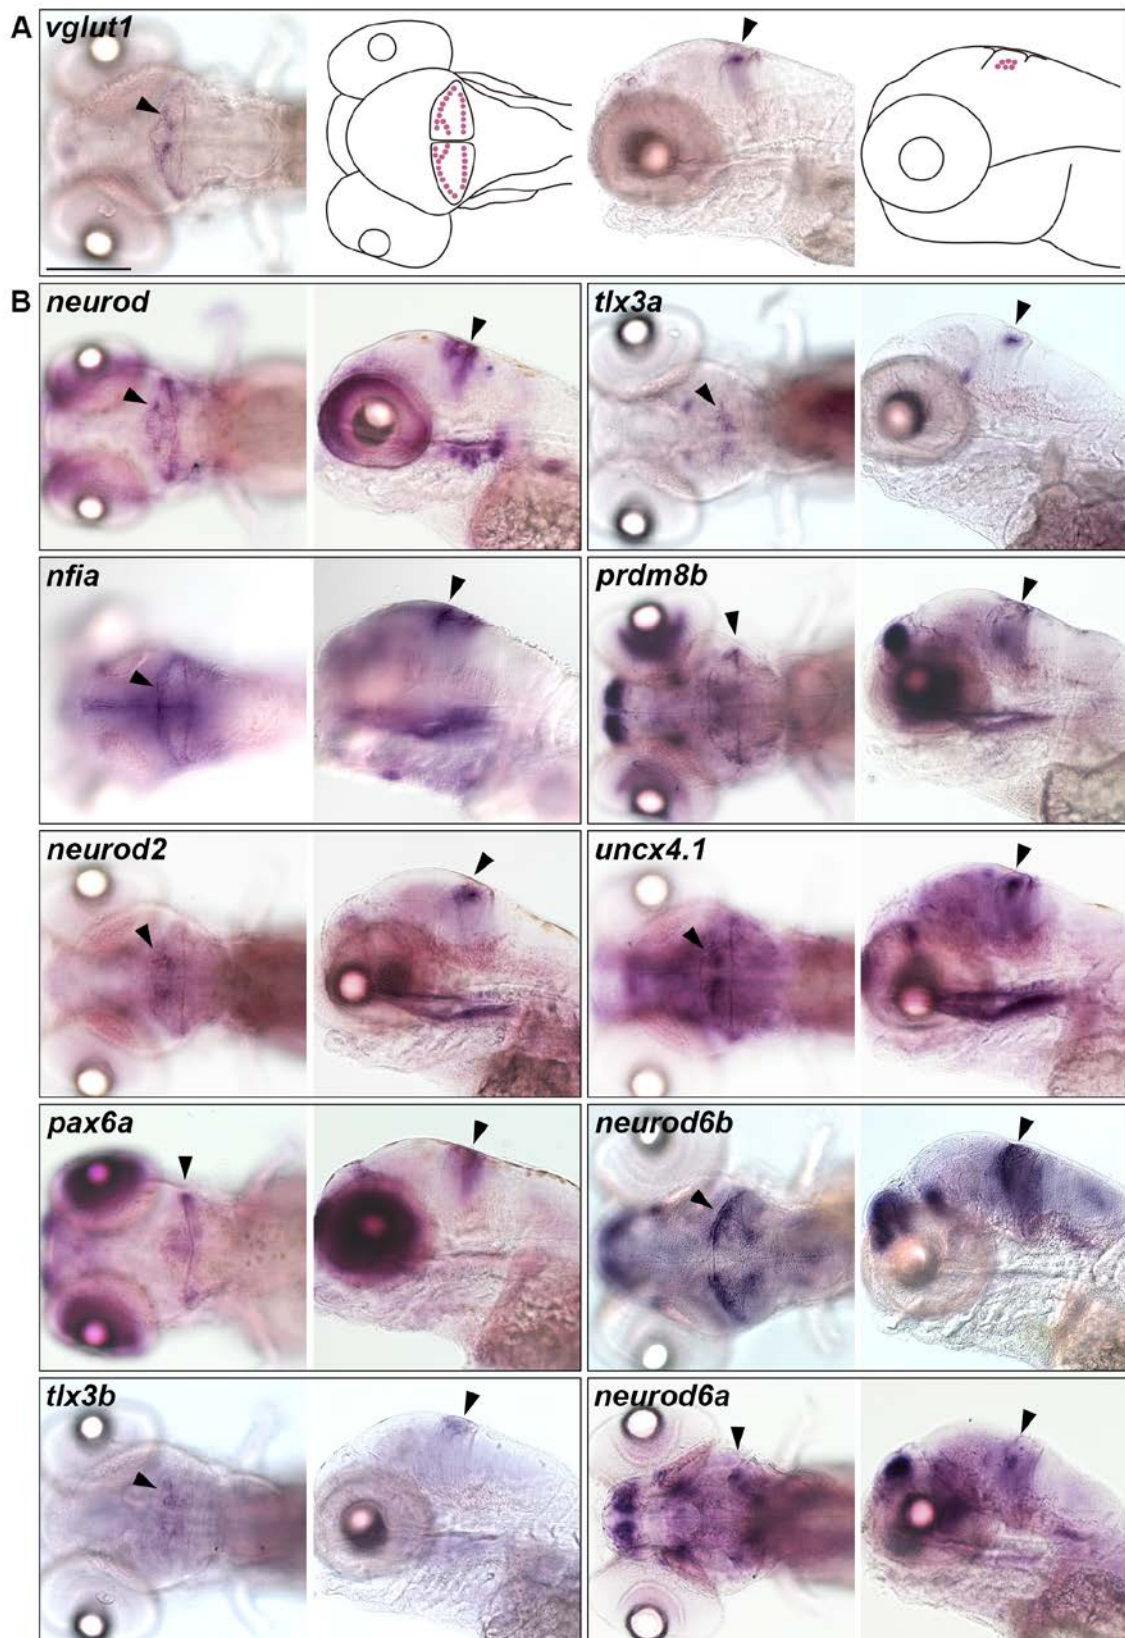 A vglut1
B neurod tlx3a
nfia prdm8b
neurod2 uncx4.1
pax6a neurod6b
tlx3b neurod6a